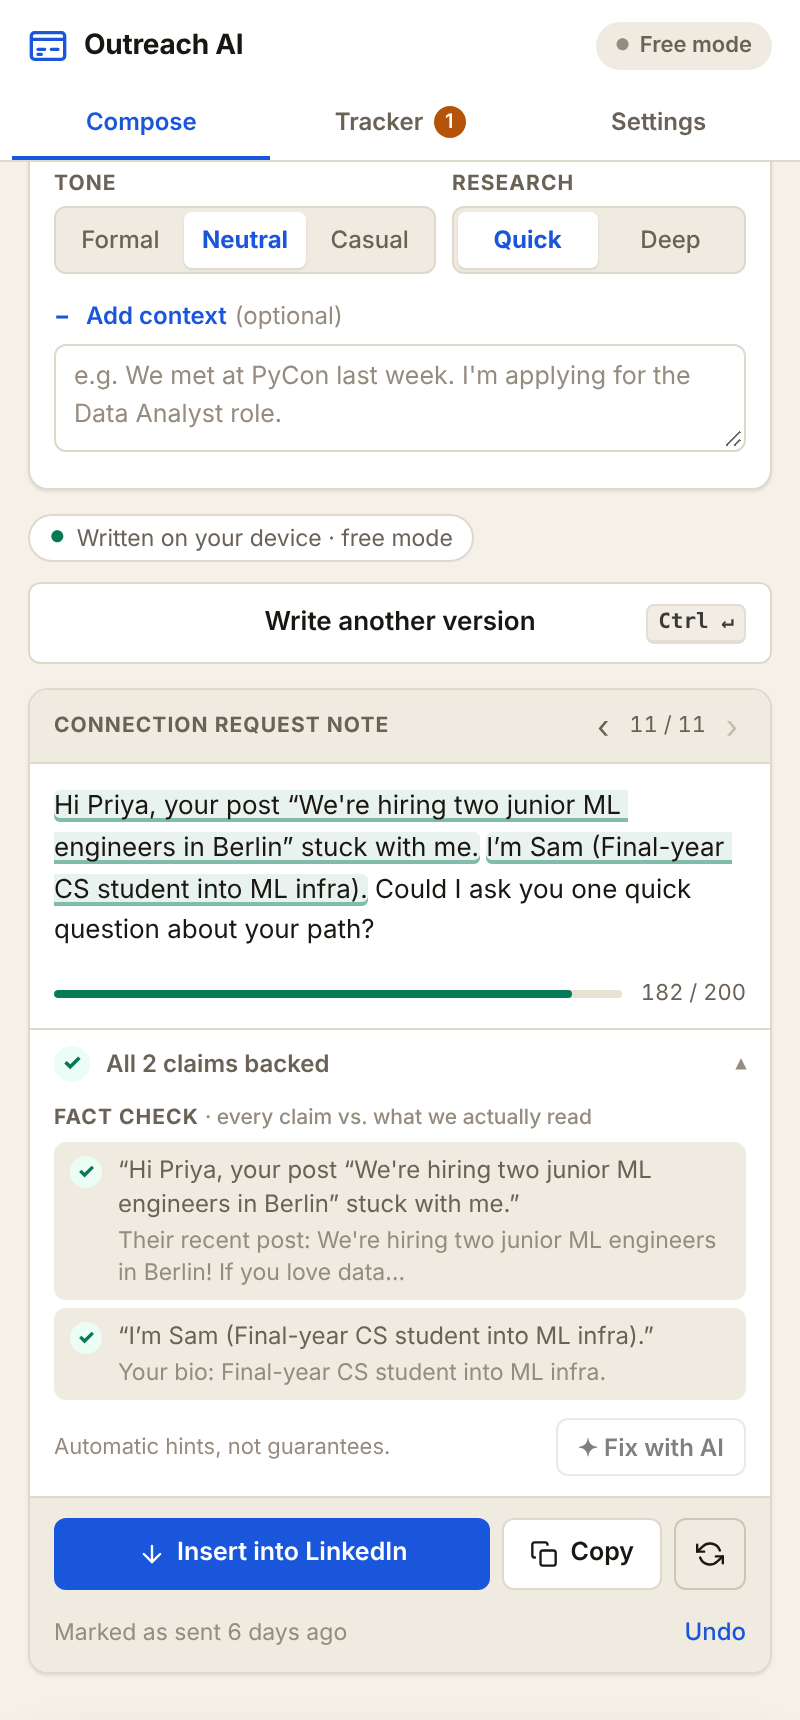 Outreach AI
Free mode
Compose
Tracker 1
Settings
TONE
RESEARCH
Formal Neutral Casual
Quick Deep
– Add context (optional)
e.g. We met at PyCon last week. I'm applying for the
Data Analyst role.
Written on your device · free mode
Write another version
Ctrl ↵
CONNECTION REQUEST NOTE
‹ 11 / 11 ›
Hi Priya, your post “We're hiring two junior ML
engineers in Berlin” stuck with me. I’m Sam (Final-year
CS student into ML infra). Could I ask you one quick
question about your path?
182 / 200
All 2 claims backed
FACT CHECK · every claim vs. what we actually read
“Hi Priya, your post “We're hiring two junior ML
engineers in Berlin” stuck with me.”
Their recent post: We're hiring two junior ML engineers
in Berlin! If you love data…
“I’m Sam (Final-year CS student into ML infra).”
Your bio: Final-year CS student into ML infra.
Automatic hints, not guarantees.
✦ Fix with AI
↓ Insert into LinkedIn
Copy
Marked as sent 6 days ago
Undo